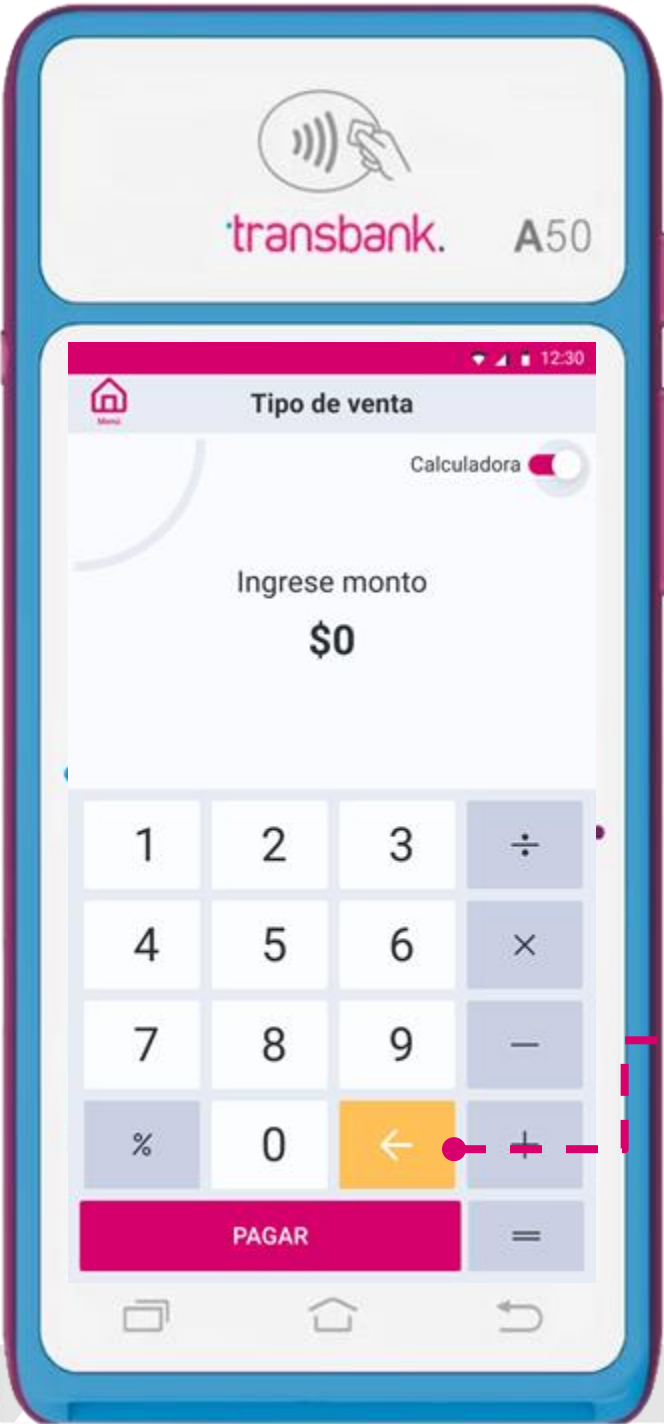 transbank. A50
12:30
Menú
Tipo de venta
Calculadora
Ingrese monto
$0
1 2 3 ÷
4 5 6 ×
7 8 9 −
% 0 ← +
PAGAR =